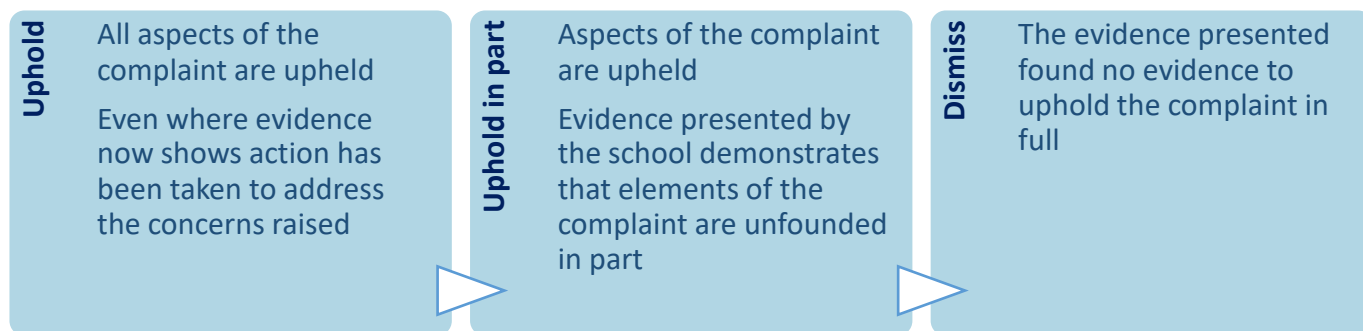 Uphold
All aspects of the
complaint are upheld
Even where evidence
now shows action has
been taken to address
the concerns raised
Uphold in part
Aspects of the complaint
are upheld
Evidence presented by
the school demonstrates
that elements of the
complaint are unfounded
in part
Dismiss
The evidence presented
found no evidence to
uphold the complaint in
full